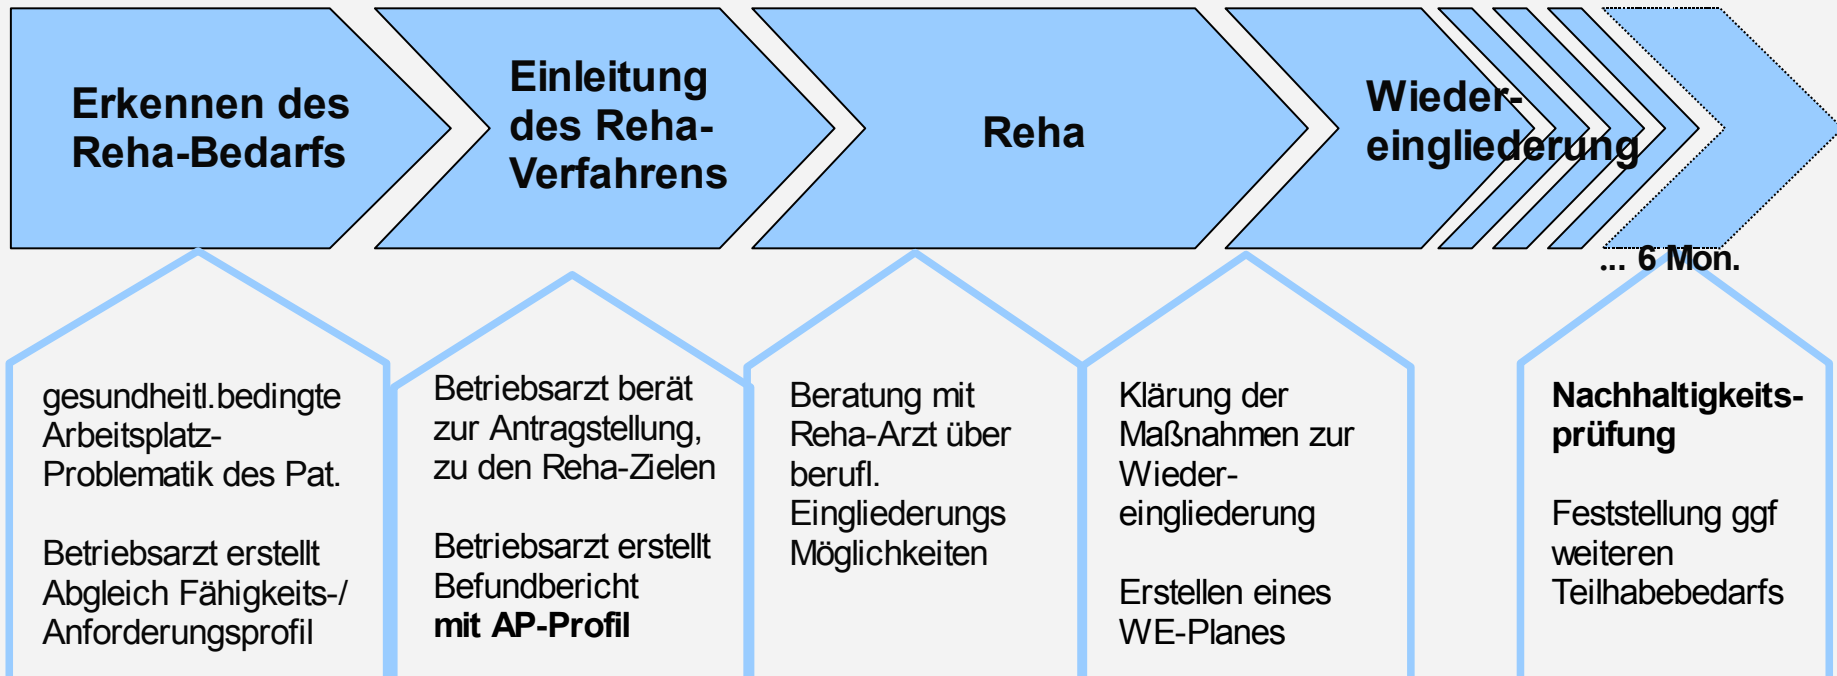 Erkennen des
Reha-Bedarfs
Einleitung
des Reha-
Verfahrens
Reha
Wieder-
eingliederung
... 6 Mon.
gesundheitl.bedingte
Arbeitsplatz-
Problematik des Pat.
Betriebsarzt erstellt
Abgleich Fähigkeits-/
Anforderungsprofil
Betriebsarzt berät
zur Antragstellung,
zu den Reha-Zielen
Betriebsarzt erstellt
Befundbericht
mit AP-Profil
Beratung mit
Reha-Arzt über
berufl.
Eingliederungs
Möglichkeiten
Klärung der
Maßnahmen zur
Wieder-
eingliederung
Erstellen eines
WE-Planes
Nachhaltigkeits-
prüfung
Feststellung ggf
weiteren
Teilhabebedarfs